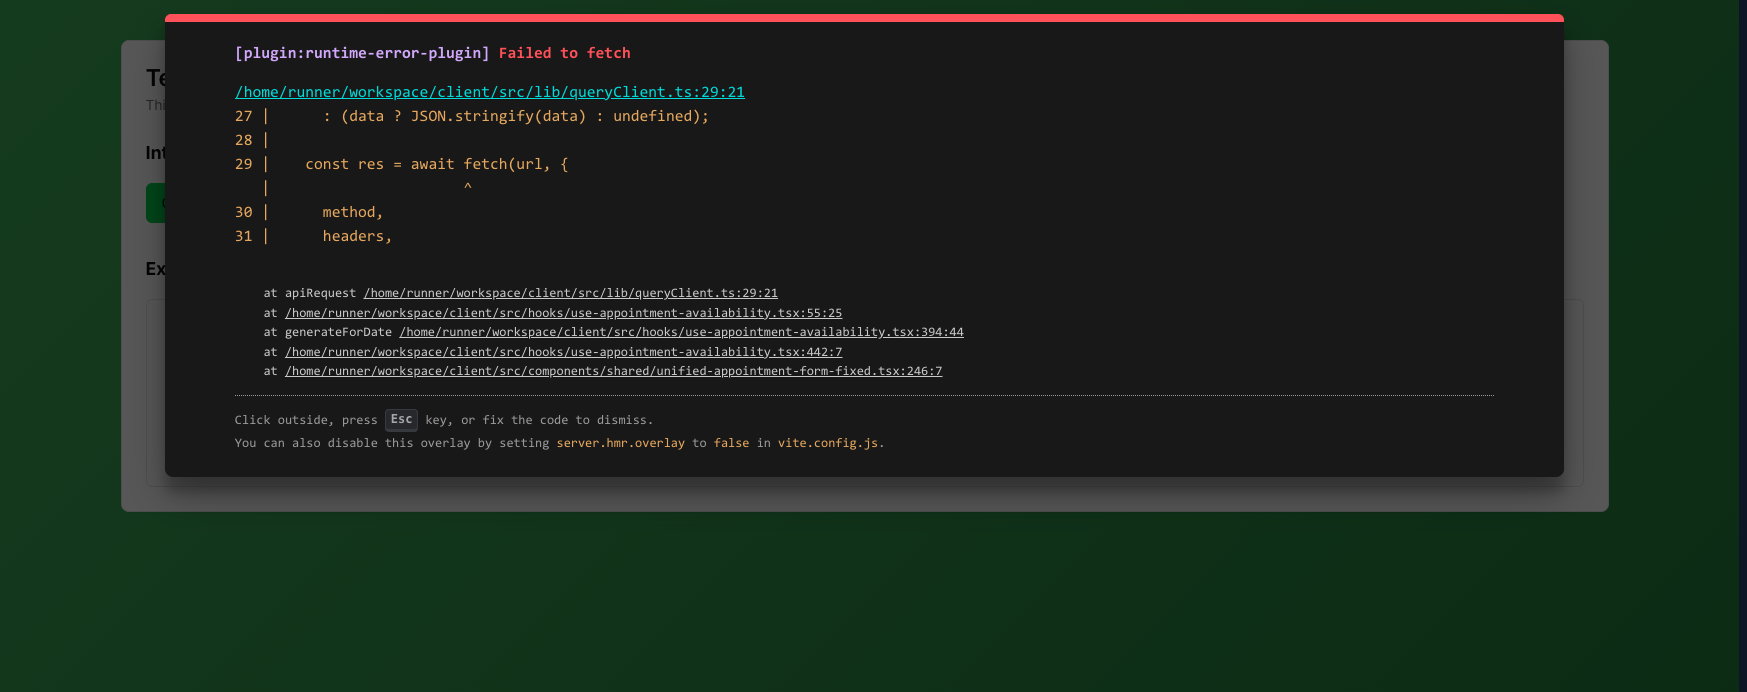 [plugin:runtime-error-plugin] Failed to fetch
/home/runner/workspace/client/src/lib/queryClient.ts:29:21
27 |      : (data ? JSON.stringify(data) : undefined);
28 |
29 |    const res = await fetch(url, {
   |                      ^
30 |      method,
31 |      headers,
at apiRequest /home/runner/workspace/client/src/lib/queryClient.ts:29:21
at /home/runner/workspace/client/src/hooks/use-appointment-availability.tsx:55:25
at generateForDate /home/runner/workspace/client/src/hooks/use-appointment-availability.tsx:394:44
at /home/runner/workspace/client/src/hooks/use-appointment-availability.tsx:442:7
at /home/runner/workspace/client/src/components/shared/unified-appointment-form-fixed.tsx:246:7
Click outside, press Esc key, or fix the code to dismiss.
You can also disable this overlay by setting server.hmr.overlay to false in vite.config.js.